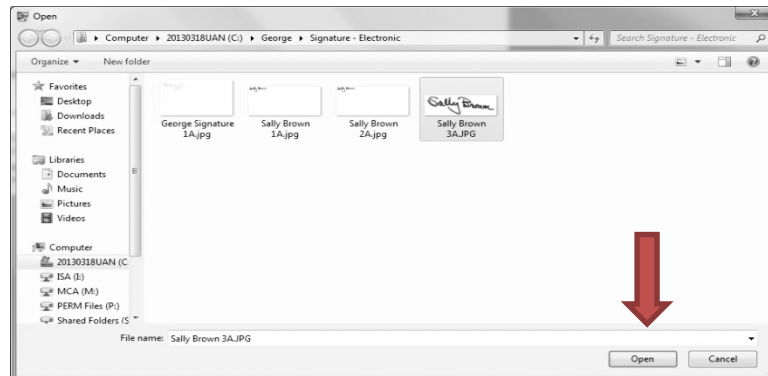 Open
Computer ▸ 20130318UAN (C:) ▸ George ▸ Signature - Electronic
Search Signature - Electronic
Organize
New folder
Favorites
Desktop
Downloads
Recent Places
Libraries
Documents
Music
Pictures
Videos
Computer
20130318UAN (C
ISA (I:)
MCA (M:)
PERM Files (P:)
Shared Folders (S
George Signature
1A.jpg
Sally Brown
1A.jpg
Sally Brown
2A.jpg
Sally Brown
Sally Brown
3A.JPG
File name: Sally Brown 3A.JPG
Open
Cancel